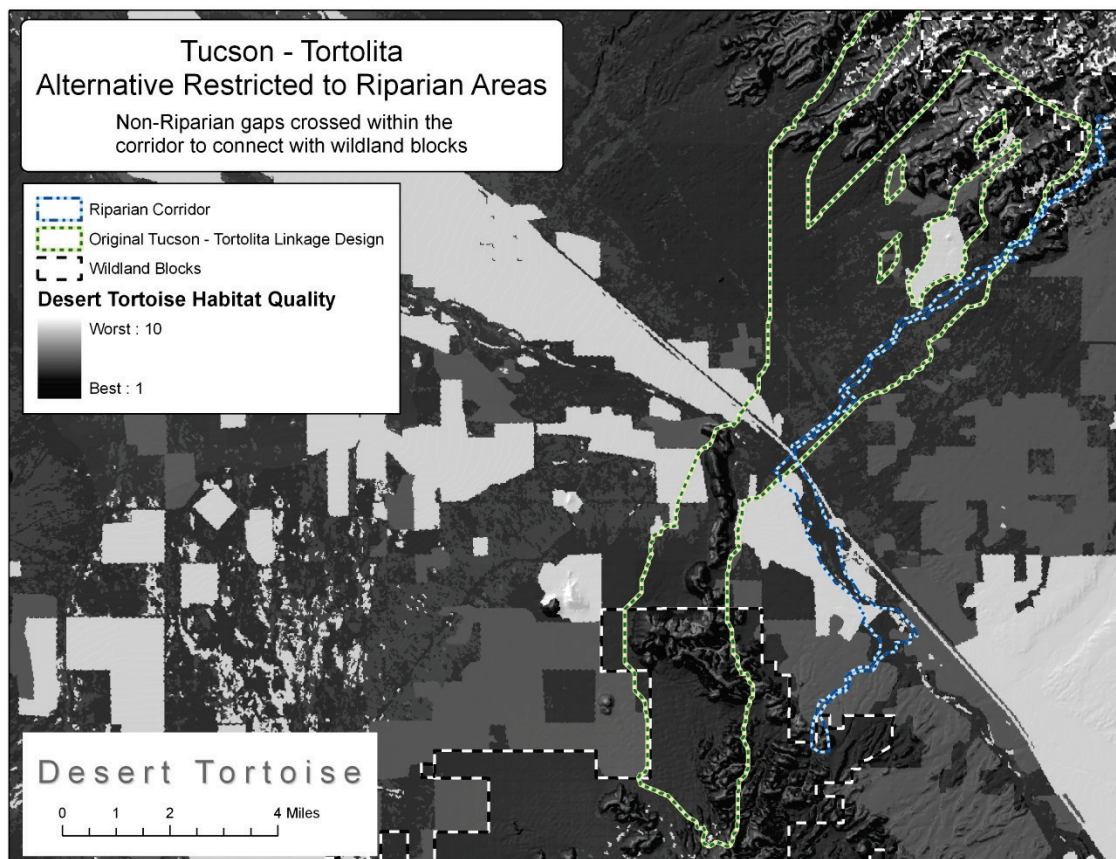 Tucson - Tortolita
Alternative Restricted to Riparian Areas
Non-Riparian gaps crossed within the
corridor to connect with wildland blocks
Riparian Corridor
Original Tucson - Tortolita Linkage Design
Wildland Blocks
Desert Tortoise Habitat Quality
Worst : 10
Best : 1
Desert Tortoise
0 1 2 4 Miles